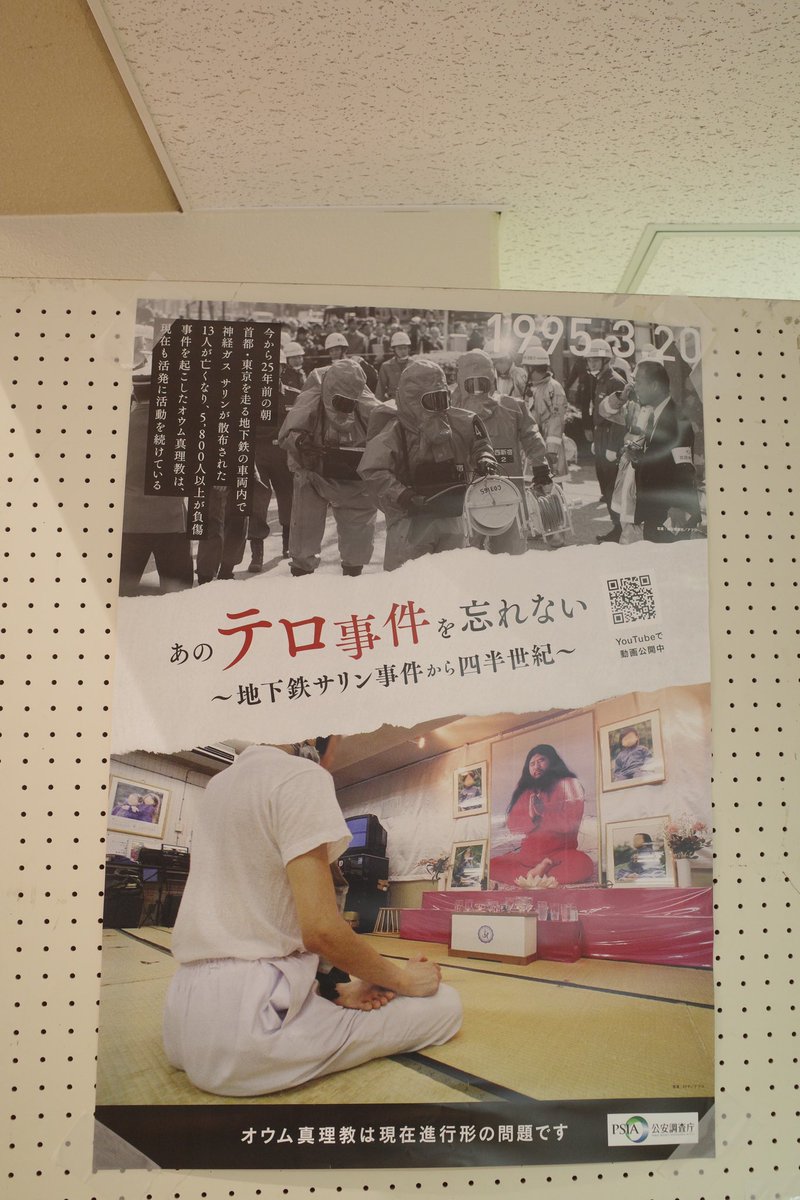 1995.3.20
今から25年前の朝
首都・東京を走る地下鉄の車両内で
神経ガス サリンが散布された
13人が亡くなり、5,800人以上が負傷
事件を起こしたオウム真理教は、
現在も活発に活動を続けている
あのテロ事件を忘れない
～地下鉄サリン事件から四半世紀～
YouTubeで
動画公開中
オウム真理教は現在進行形の問題です
PSIA 公安調査庁